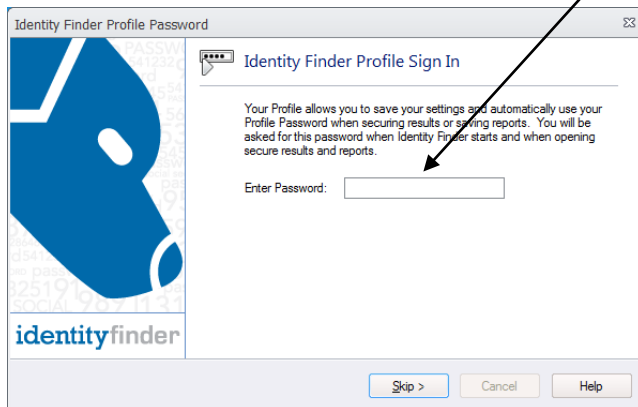 Identity Finder Profile Password
Identity Finder Profile Sign In
Your Profile allows you to save your settings and automatically use your
Profile Password when securing results or saving reports. You will be
asked for this password when Identity Finder starts and when opening
secure results and reports.
Enter Password:
identityfinder
Skip >
Cancel
Help